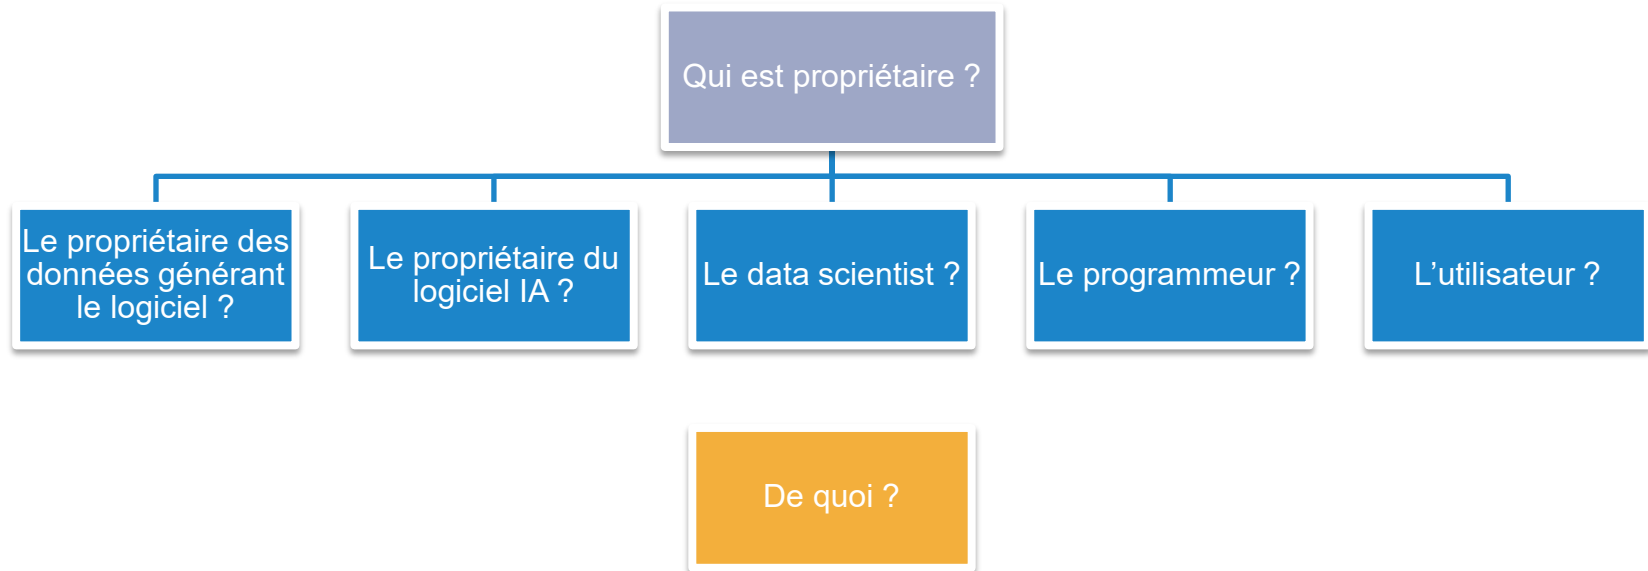 Qui est propriétaire ?
Le propriétaire des
données générant
le logiciel ?
Le propriétaire du
logiciel IA ?
Le data scientist ?
Le programmeur ?
L’utilisateur ?
De quoi ?